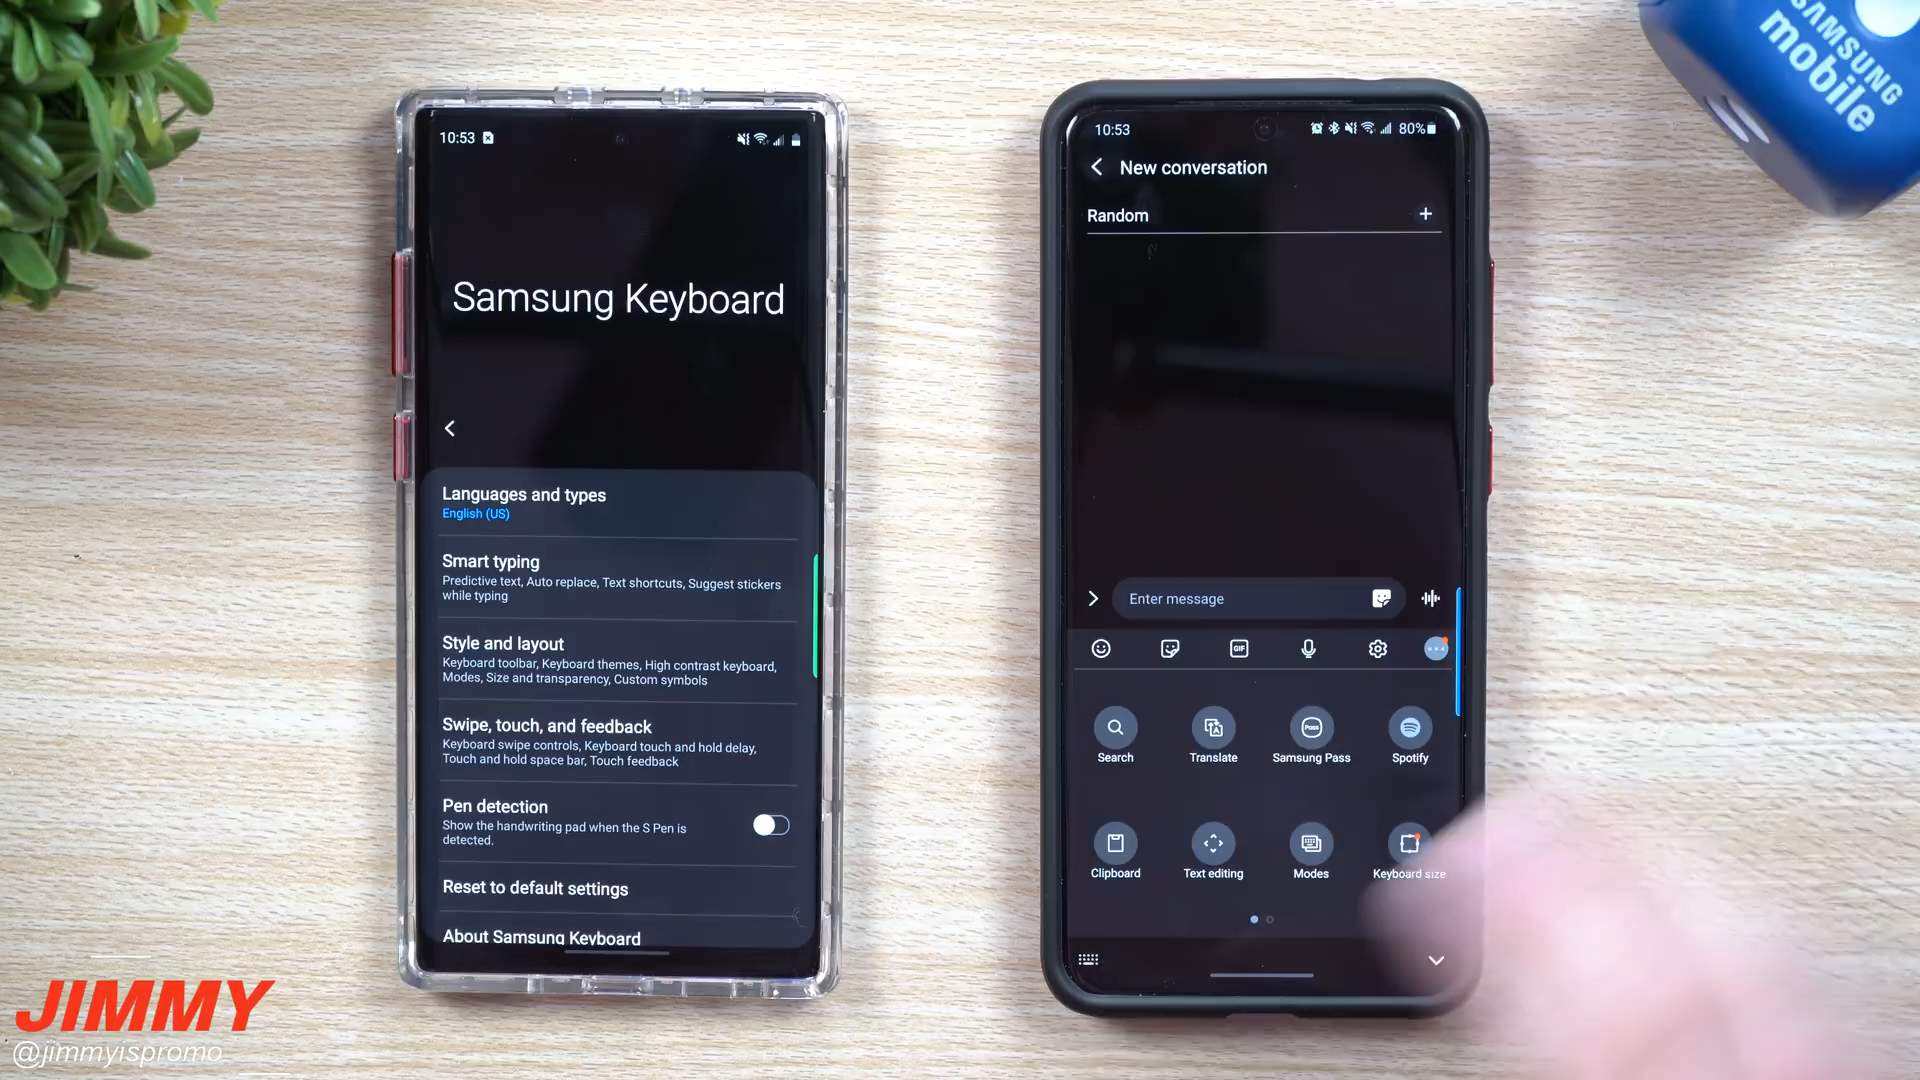 SAMSUNG
mobile
10:53
Samsung Keyboard
Languages and types
English (US)
Smart typing
Predictive text, Auto replace, Text shortcuts, Suggest stickers
while typing
Style and layout
Keyboard toolbar, Keyboard themes, High contrast keyboard,
Modes, Size and transparency, Custom symbols
Swipe, touch, and feedback
Keyboard swipe controls, Keyboard touch and hold delay,
Touch and hold space bar, Touch feedback
Pen detection
Show the handwriting pad when the S Pen is
detected.
Reset to default settings
About Samsung Keyboard
10:53
80%
New conversation
Random
Enter message
GIF
Search
Translate
Pass
Samsung Pass
Spotify
Clipboard
Text editing
Modes
Keyboard size
JIMMY
@jimmyispromo